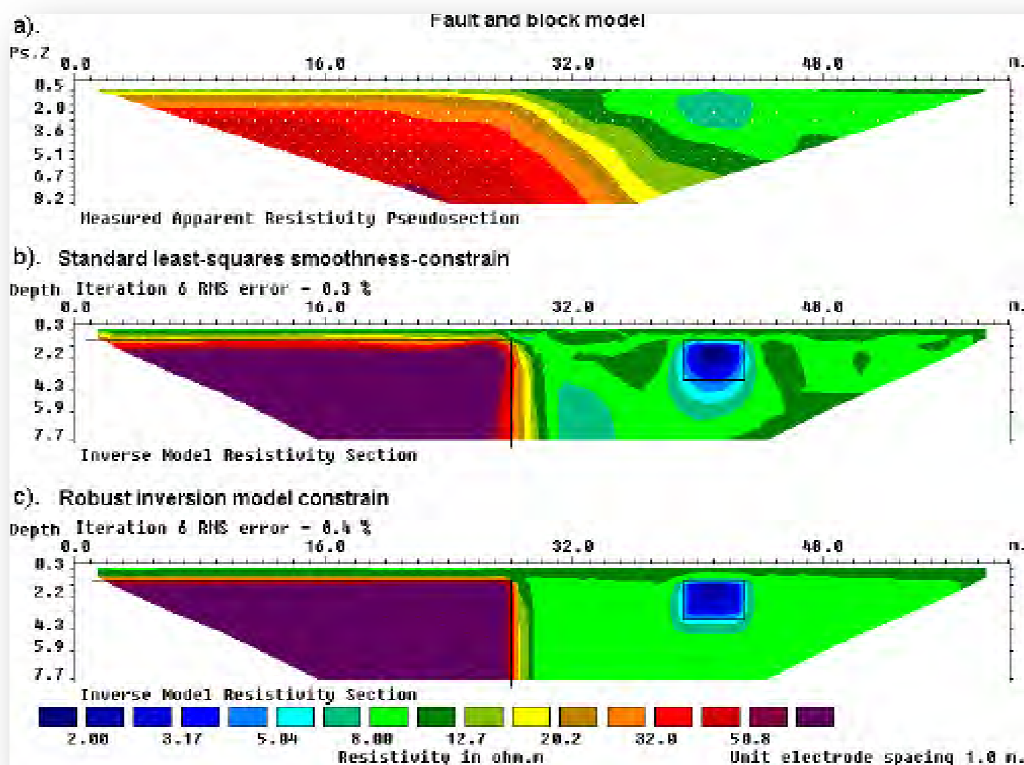 Fault and block model
a).
Ps.Z 0.0 16.0 32.0 48.0 m.
0.5
2.0
3.6
5.1
6.7
8.2
Measured Apparent Resistivity Pseudosection
b). Standard least-squares smoothness-constrain
Depth Iteration 6 RMS error - 0.3 %
0.0 16.0 32.0 48.0 m.
0.3
2.2
4.3
5.9
7.7
Inverse Model Resistivity Section
c). Robust inversion model constrain
Depth Iteration 6 RMS error - 0.4 %
0.0 16.0 32.0 48.0 m.
0.3
2.2
4.3
5.9
7.7
Inverse Model Resistivity Section
2.00 3.17 5.04 8.00 12.7 20.2 32.0 50.8
Resistivity in ohm.m Unit electrode spacing 1.0 m.